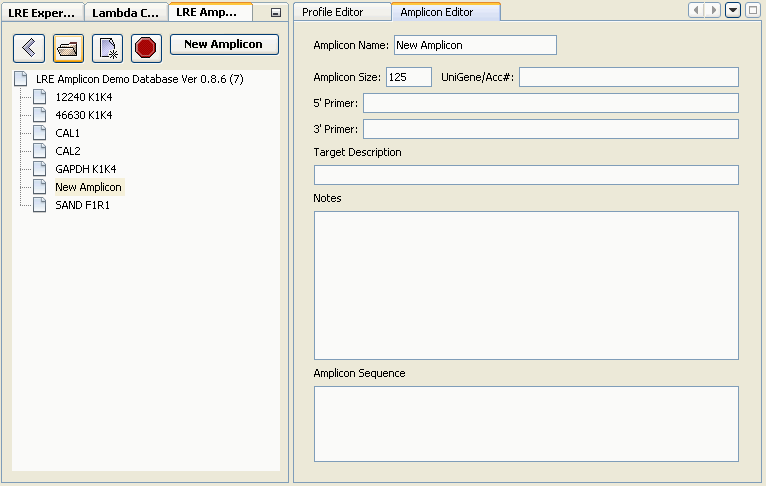 LRE Exper...
Lambda C...
LRE Amp...
New Amplicon
LRE Amplicon Demo Database Ver 0.8.6 (7)
12240 K1K4
46630 K1K4
CAL1
CAL2
GAPDH K1K4
New Amplicon
SAND F1R1
Profile Editor
Amplicon Editor
Amplicon Name: New Amplicon
Amplicon Size: 125 UniGene/Acc#:
5' Primer:
3' Primer:
Target Description
Notes
Amplicon Sequence